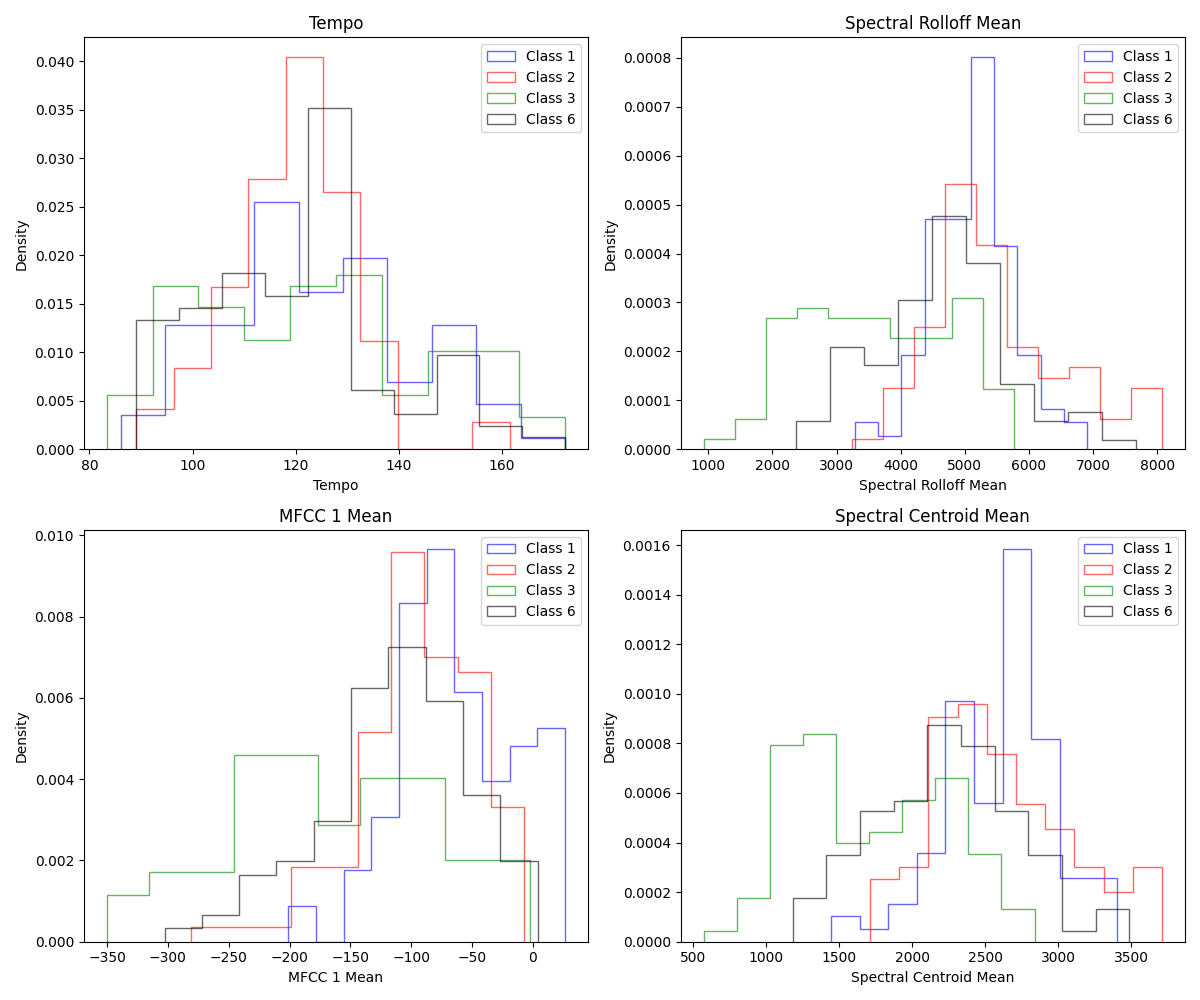 Tempo
Density
0.040
0.035
0.030
0.025
0.020
0.015
0.010
0.005
0.000
80
100
120
140
160
Tempo
Class 1
Class 2
Class 3
Class 6
Spectral Rolloff Mean
Density
0.0008
0.0007
0.0006
0.0005
0.0004
0.0003
0.0002
0.0001
0.0000
1000
2000
3000
4000
5000
6000
7000
8000
Spectral Rolloff Mean
Class 1
Class 2
Class 3
Class 6
MFCC 1 Mean
Density
0.010
0.008
0.006
0.004
0.002
0.000
−350
−300
−250
−200
−150
−100
−50
0
MFCC 1 Mean
Class 1
Class 2
Class 3
Class 6
Spectral Centroid Mean
Density
0.0016
0.0014
0.0012
0.0010
0.0008
0.0006
0.0004
0.0002
0.0000
500
1000
1500
2000
2500
3000
3500
Spectral Centroid Mean
Class 1
Class 2
Class 3
Class 6